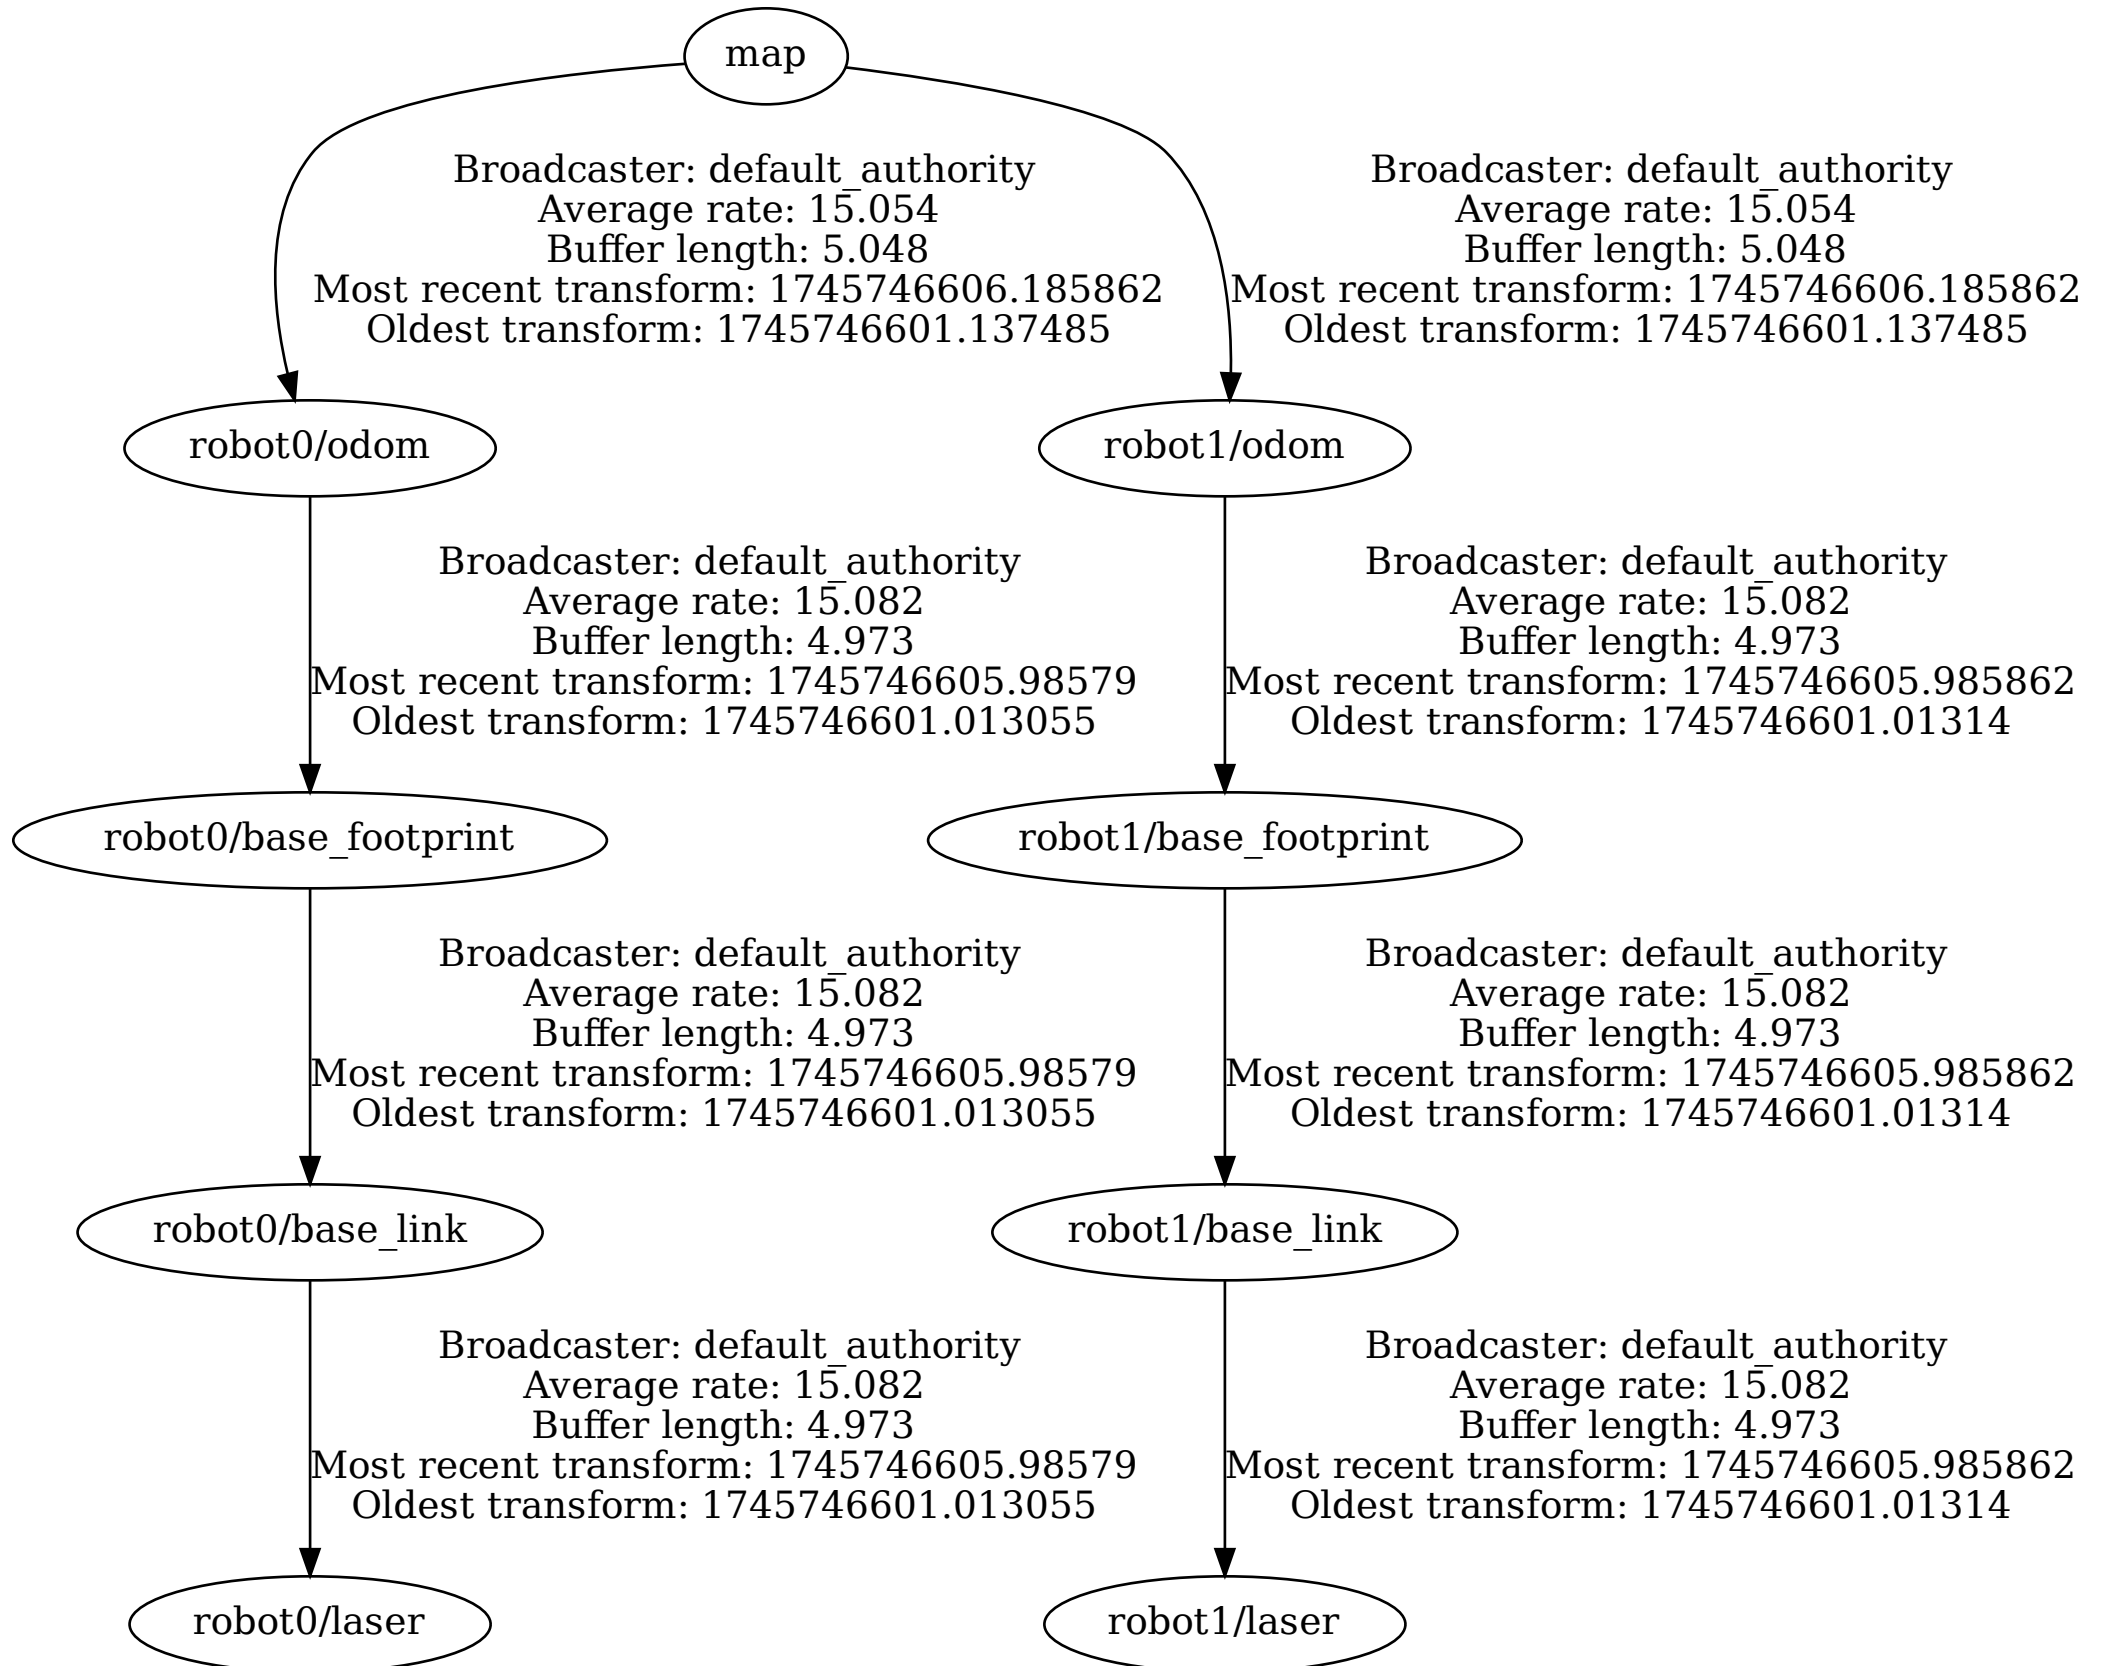 map
Broadcaster: default_authority
Average rate: 15.054
Buffer length: 5.048
Most recent transform: 1745746606.185862
Oldest transform: 1745746601.137485
Broadcaster: default_authority
Average rate: 15.054
Buffer length: 5.048
Most recent transform: 1745746606.185862
Oldest transform: 1745746601.137485
robot0/odom
robot1/odom
Broadcaster: default_authority
Average rate: 15.082
Buffer length: 4.973
Most recent transform: 1745746605.98579
Oldest transform: 1745746601.013055
Broadcaster: default_authority
Average rate: 15.082
Buffer length: 4.973
Most recent transform: 1745746605.985862
Oldest transform: 1745746601.01314
robot0/base_footprint
robot1/base_footprint
Broadcaster: default_authority
Average rate: 15.082
Buffer length: 4.973
Most recent transform: 1745746605.98579
Oldest transform: 1745746601.013055
Broadcaster: default_authority
Average rate: 15.082
Buffer length: 4.973
Most recent transform: 1745746605.985862
Oldest transform: 1745746601.01314
robot0/base_link
robot1/base_link
Broadcaster: default_authority
Average rate: 15.082
Buffer length: 4.973
Most recent transform: 1745746605.98579
Oldest transform: 1745746601.013055
Broadcaster: default_authority
Average rate: 15.082
Buffer length: 4.973
Most recent transform: 1745746605.985862
Oldest transform: 1745746601.01314
robot0/laser
robot1/laser